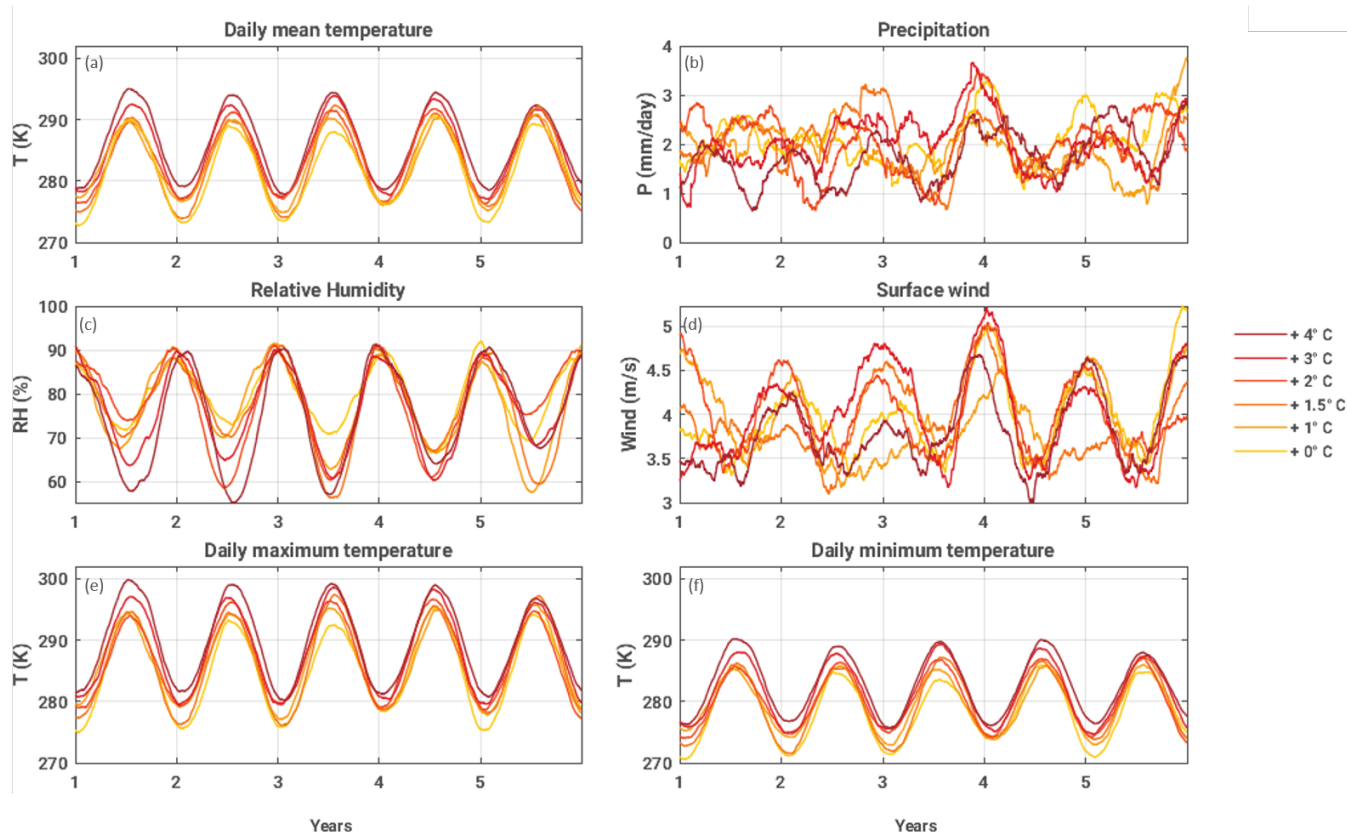 Daily mean temperature
(a)
T (K)
300
290
280
270
1 2 3 4 5
Precipitation
(b)
P (mm/day)
4
3
2
1
0
1 2 3 4 5
Relative Humidity
(c)
RH (%)
100
90
80
70
60
1 2 3 4 5
Surface wind
(d)
Wind (m/s)
5
4.5
4
3.5
3
1 2 3 4 5
+ 4° C
+ 3° C
+ 2° C
+ 1.5° C
+ 1° C
+ 0° C
Daily maximum temperature
(e)
T (K)
300
290
280
270
1 2 3 4 5
Years
Daily minimum temperature
(f)
T (K)
300
290
280
270
1 2 3 4 5
Years